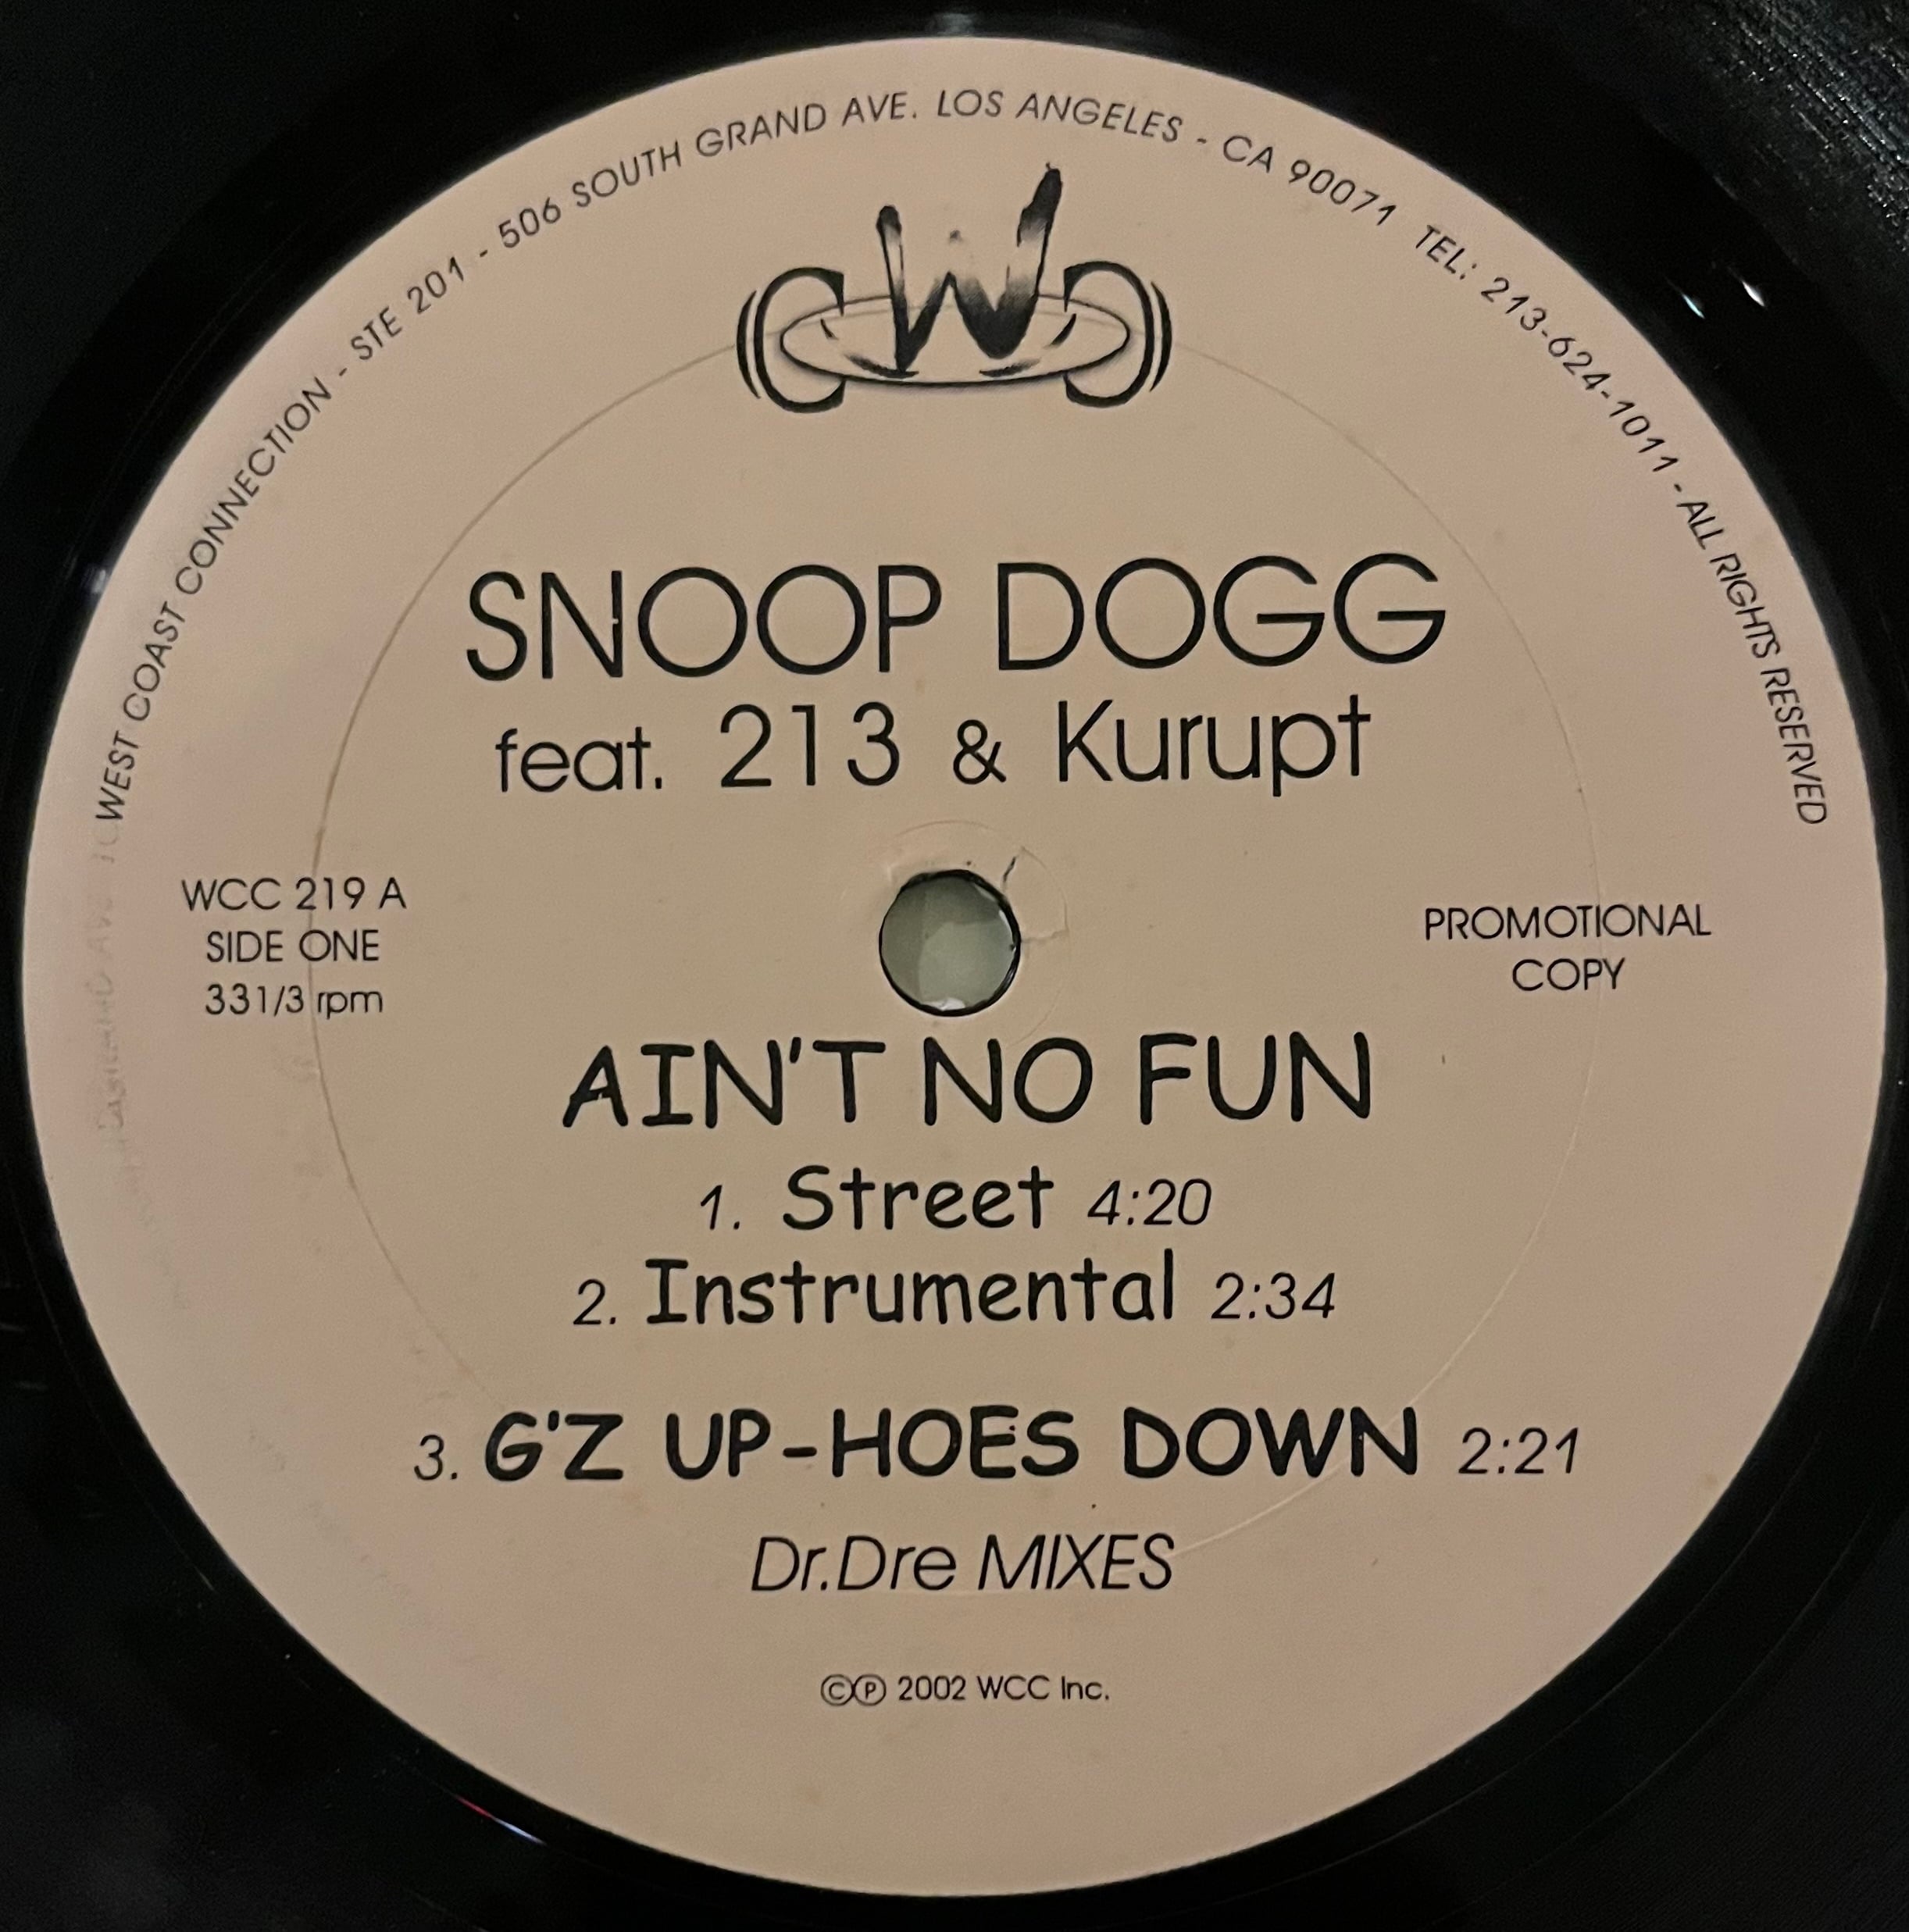 WEST COAST CONNECTION - STE 201 - 506 SOUTH GRAND AVE. LOS ANGELES - CA 90071 TEL: 213-624-1011 - ALL RIGHTS RESERVED
CWC
SNOOP DOGG
feat. 213 & Kurupt
WCC 219 A
SIDE ONE
331/3 rpm
PROMOTIONAL
COPY
AIN'T NO FUN
1. Street 4:20
2. Instrumental 2:34
3. G'Z UP-HOES DOWN 2:21
Dr.Dre MIXES
©℗ 2002 WCC Inc.